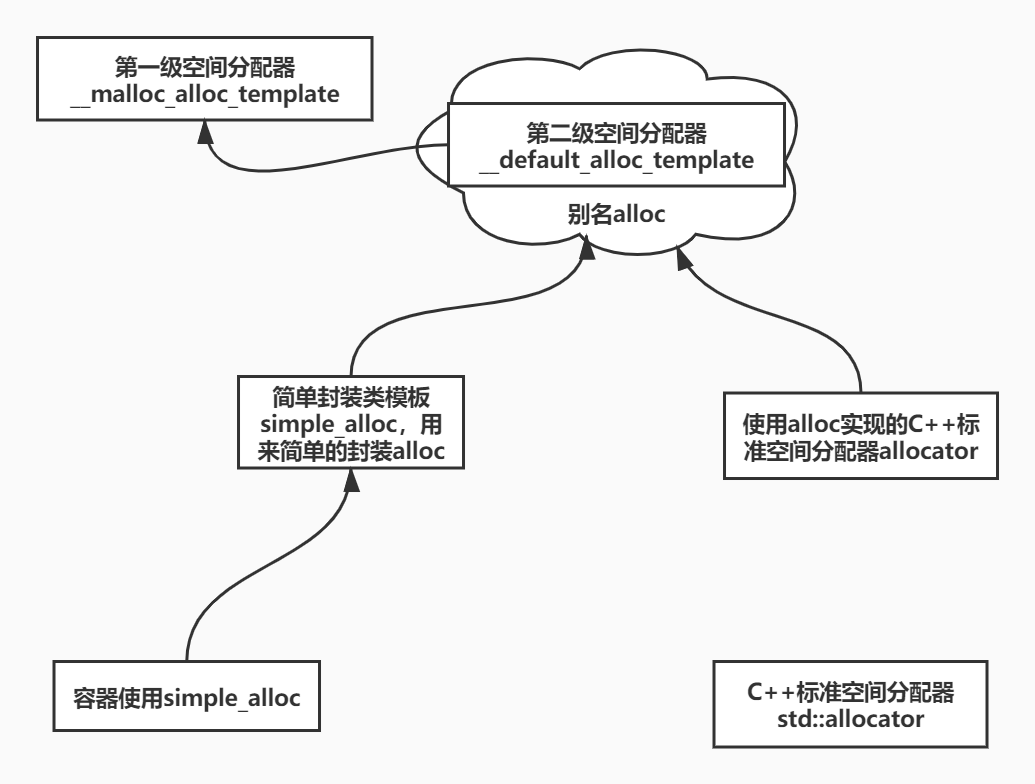 第一级空间分配器
__malloc_alloc_template
第二级空间分配器
__default_alloc_template
别名alloc
简单封装类模板
simple_alloc，用
来简单的封装alloc
使用alloc实现的C++标
准空间分配器allocator
容器使用simple_alloc
C++标准空间分配器
std::allocator